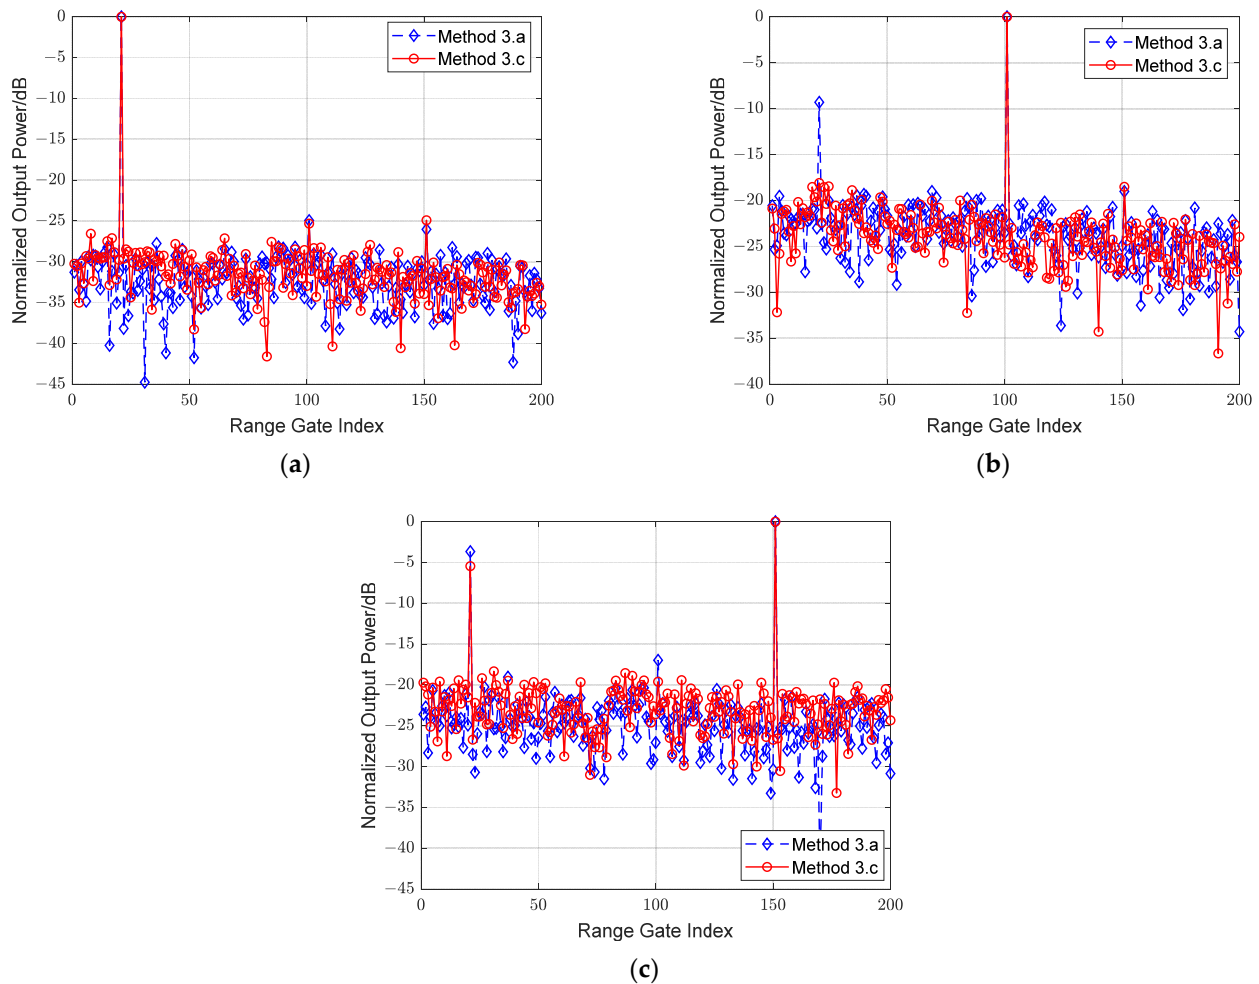 Normalized Output Power/dB
0
−5
−10
−15
−20
−25
−30
−35
−40
−45
0
50
100
150
200
Range Gate Index
Method 3.a
Method 3.c
(a)
Normalized Output Power/dB
0
−5
−10
−15
−20
−25
−30
−35
−40
0
50
100
150
200
Range Gate Index
Method 3.a
Method 3.c
(b)
Normalized Output Power/dB
0
−5
−10
−15
−20
−25
−30
−35
−40
−45
0
50
100
150
200
Range Gate Index
Method 3.a
Method 3.c
(c)